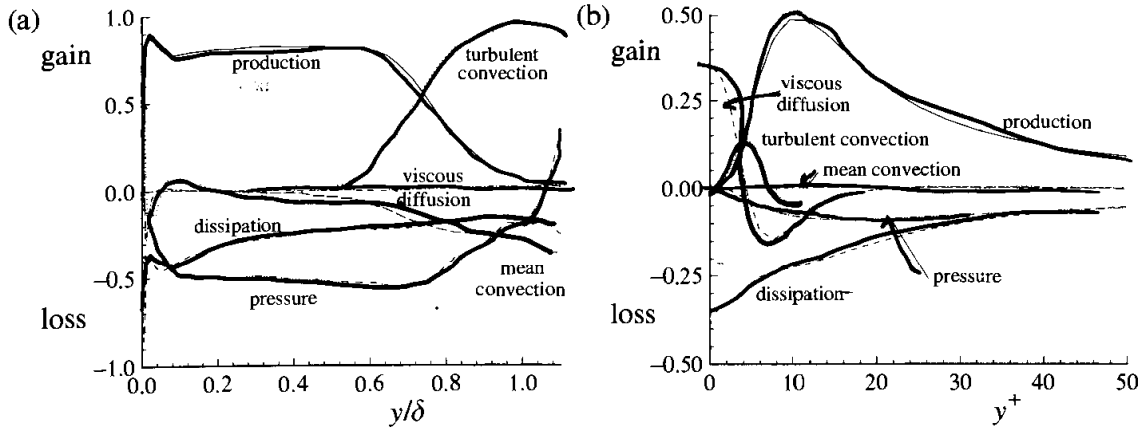 (a)
gain
loss
1.0
0.5
0.0
−0.5
−1.0
production
turbulent
convection
viscous
diffusion
dissipation
pressure
mean
convection
0.0
0.2
0.4
0.6
0.8
1.0
y/δ
(b)
gain
loss
0.50
0.25
0.00
−0.25
−0.50
viscous
diffusion
production
turbulent convection
mean convection
pressure
dissipation
0
10
20
30
40
50
y+